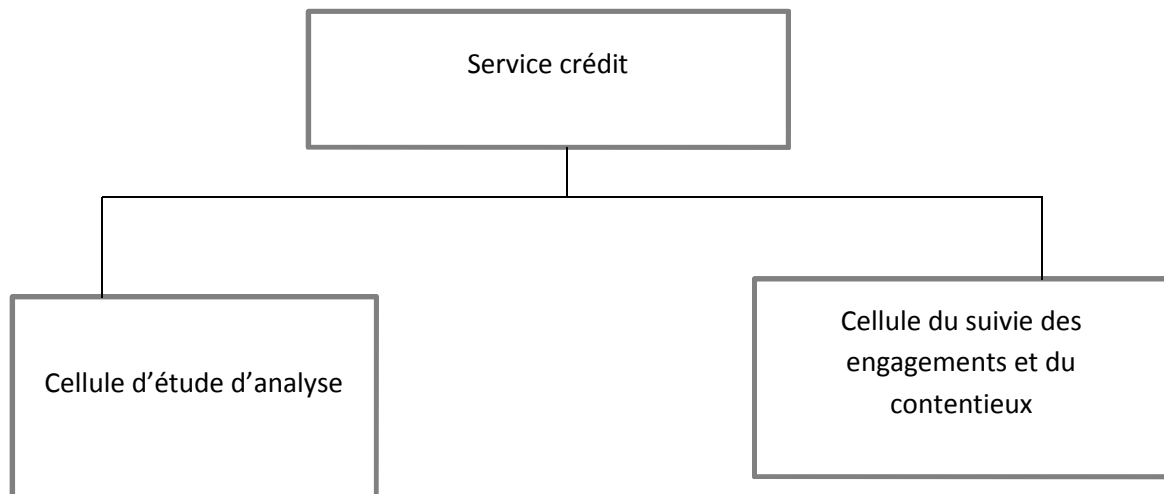 Service crédit
Cellule d’étude d’analyse
Cellule du suivie des
engagements et du
contentieux